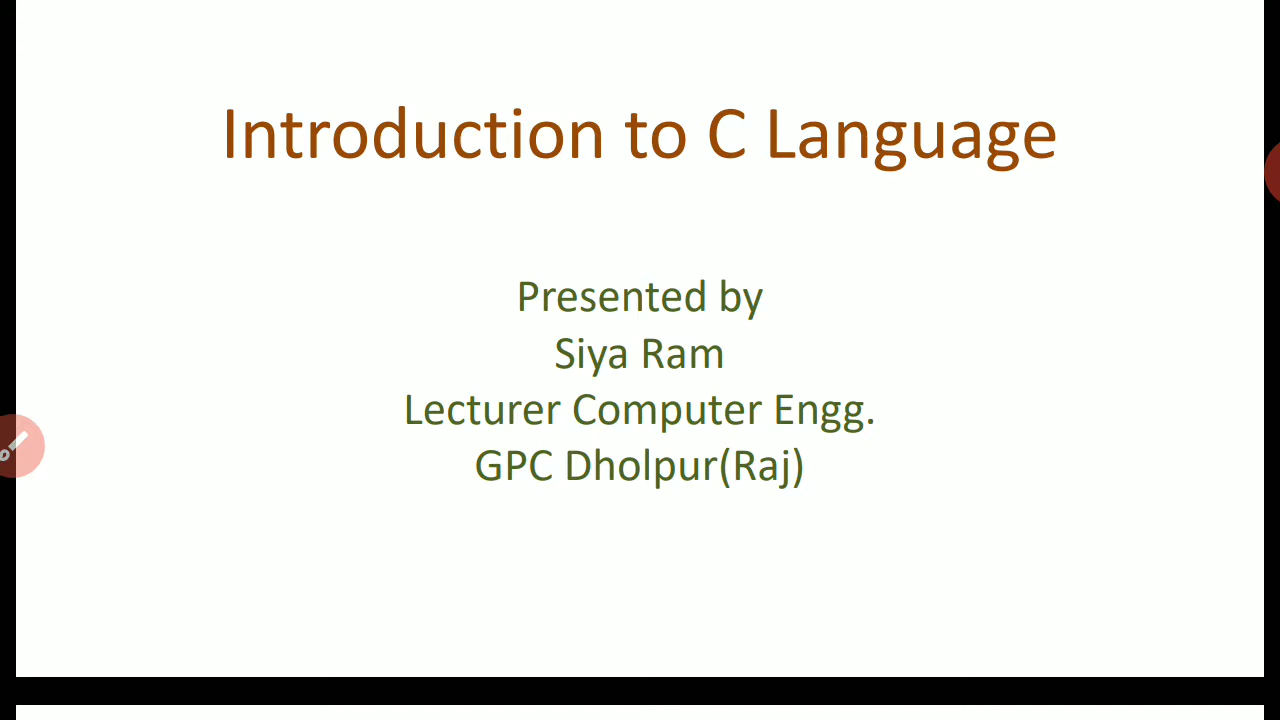 Introduction to C Language
Presented by
Siya Ram
Lecturer Computer Engg.
GPC Dholpur(Raj)